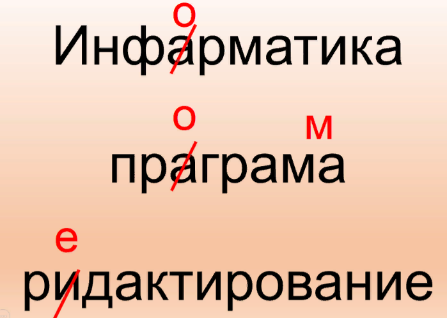 о
Инфарматика
о м
праграма
е
ридактирование